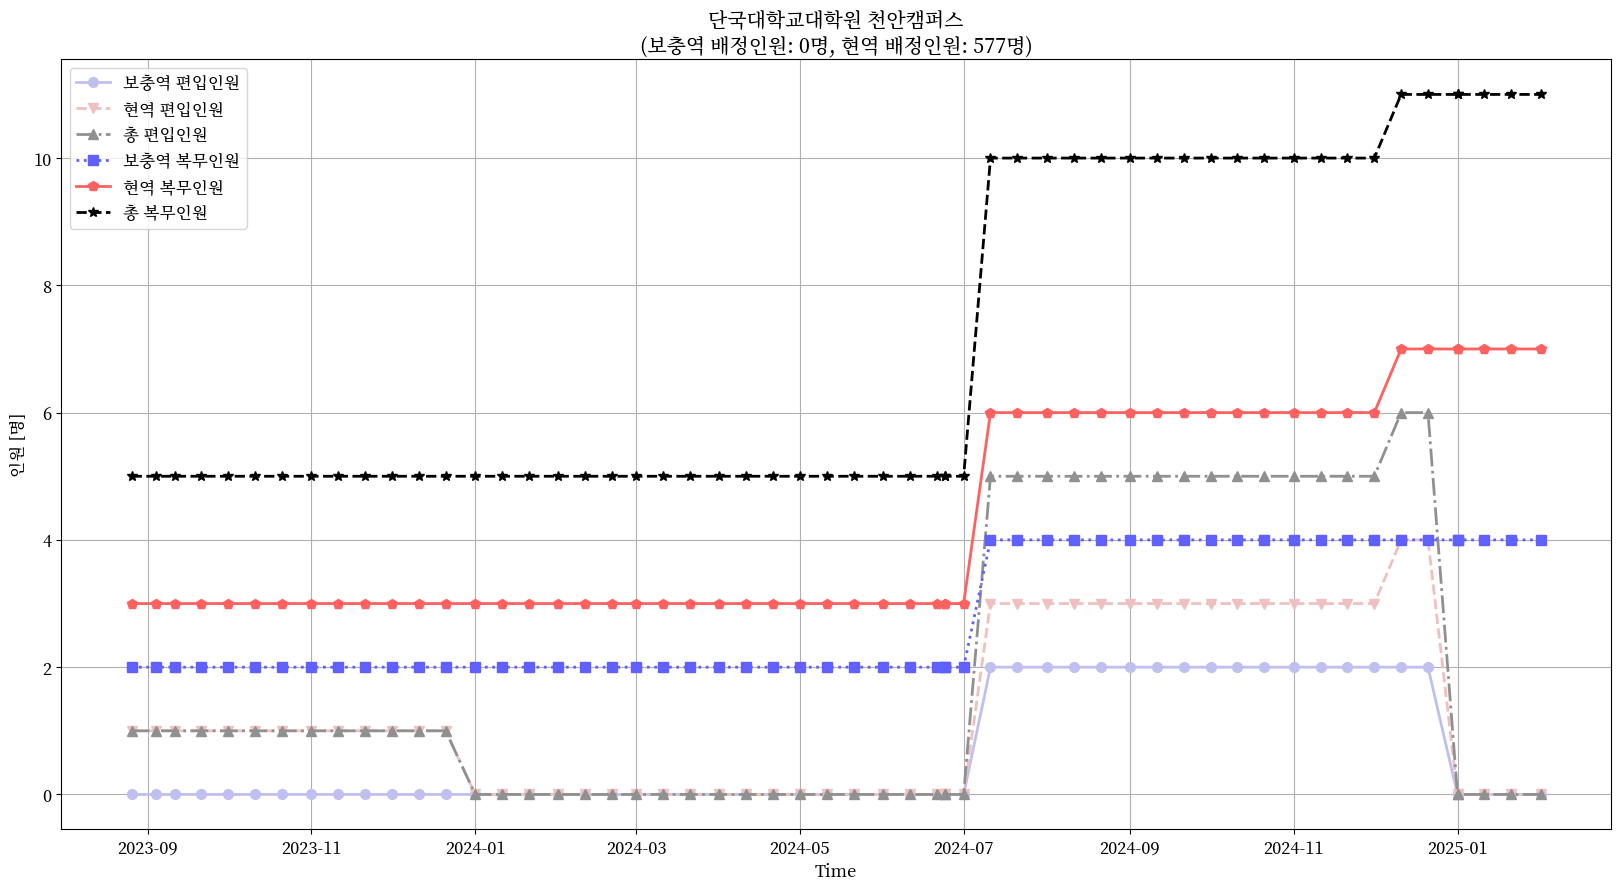 단국대학교대학원 천안캠퍼스
(보충역 배정인원: 0명, 현역 배정인원: 577명)
보충역 편입인원
현역 편입인원
총 편입인원
보충역 복무인원
현역 복무인원
총 복무인원
인원 [명]
10
8
6
4
2
0
2023-09
2023-11
2024-01
2024-03
2024-05
2024-07
2024-09
2024-11
2025-01
Time